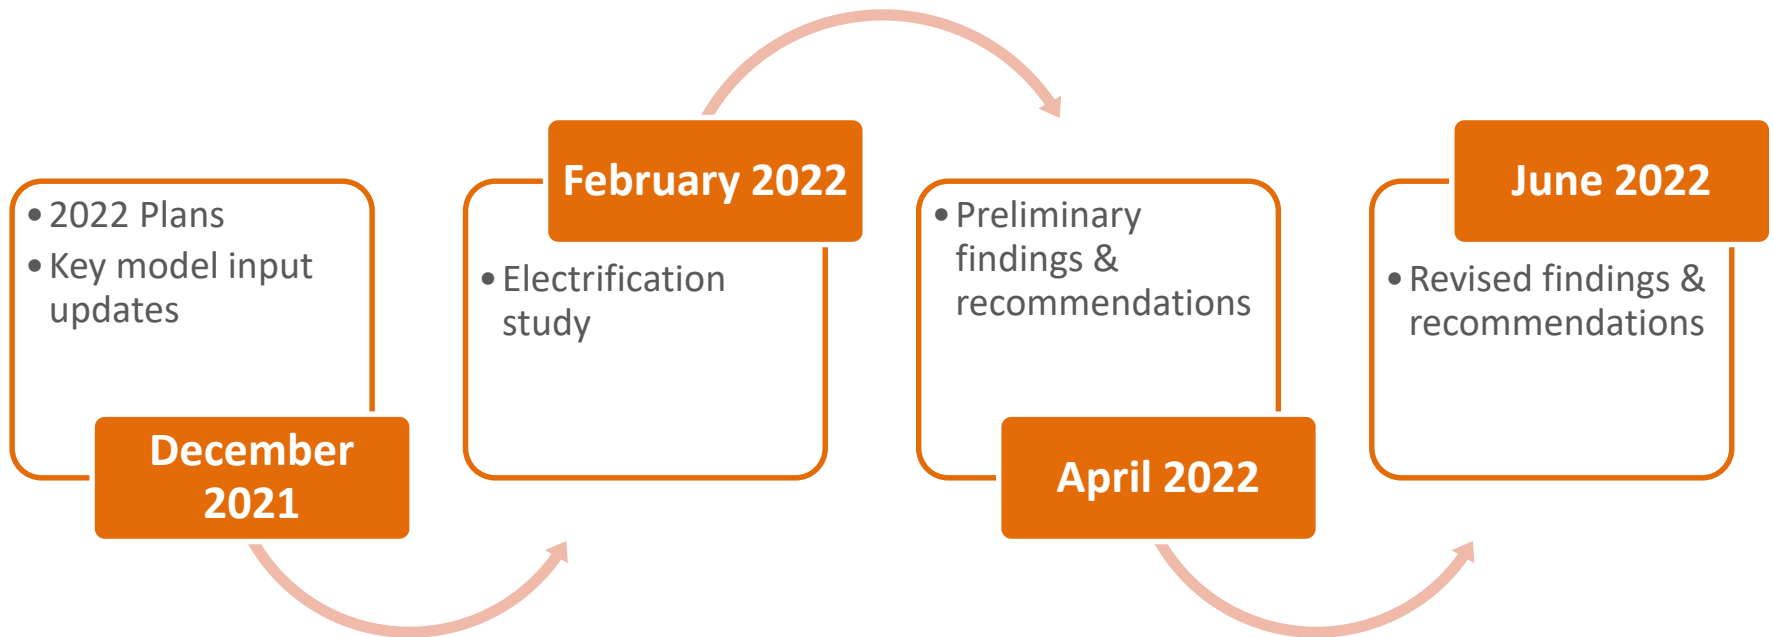 • 2022 Plans
• Key model input
updates
December
2021
February 2022
• Electrification
study
• Preliminary
findings &
recommendations
April 2022
June 2022
• Revised findings &
recommendations